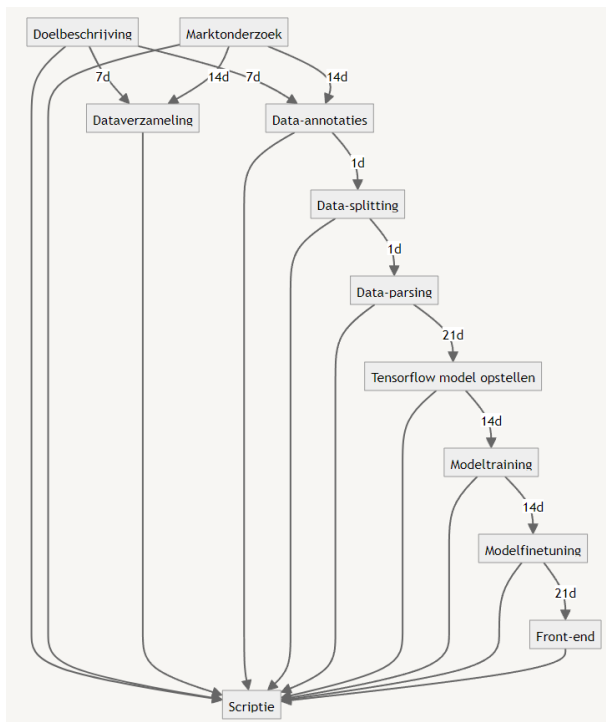 Doelbeschrijving
Marktonderzoek
7d
14d
7d
14d
Dataverzameling
Data-annotaties
1d
Data-splitting
1d
Data-parsing
21d
Tensorflow model opstellen
14d
Modeltraining
14d
Modelfinetuning
21d
Front-end
Scriptie